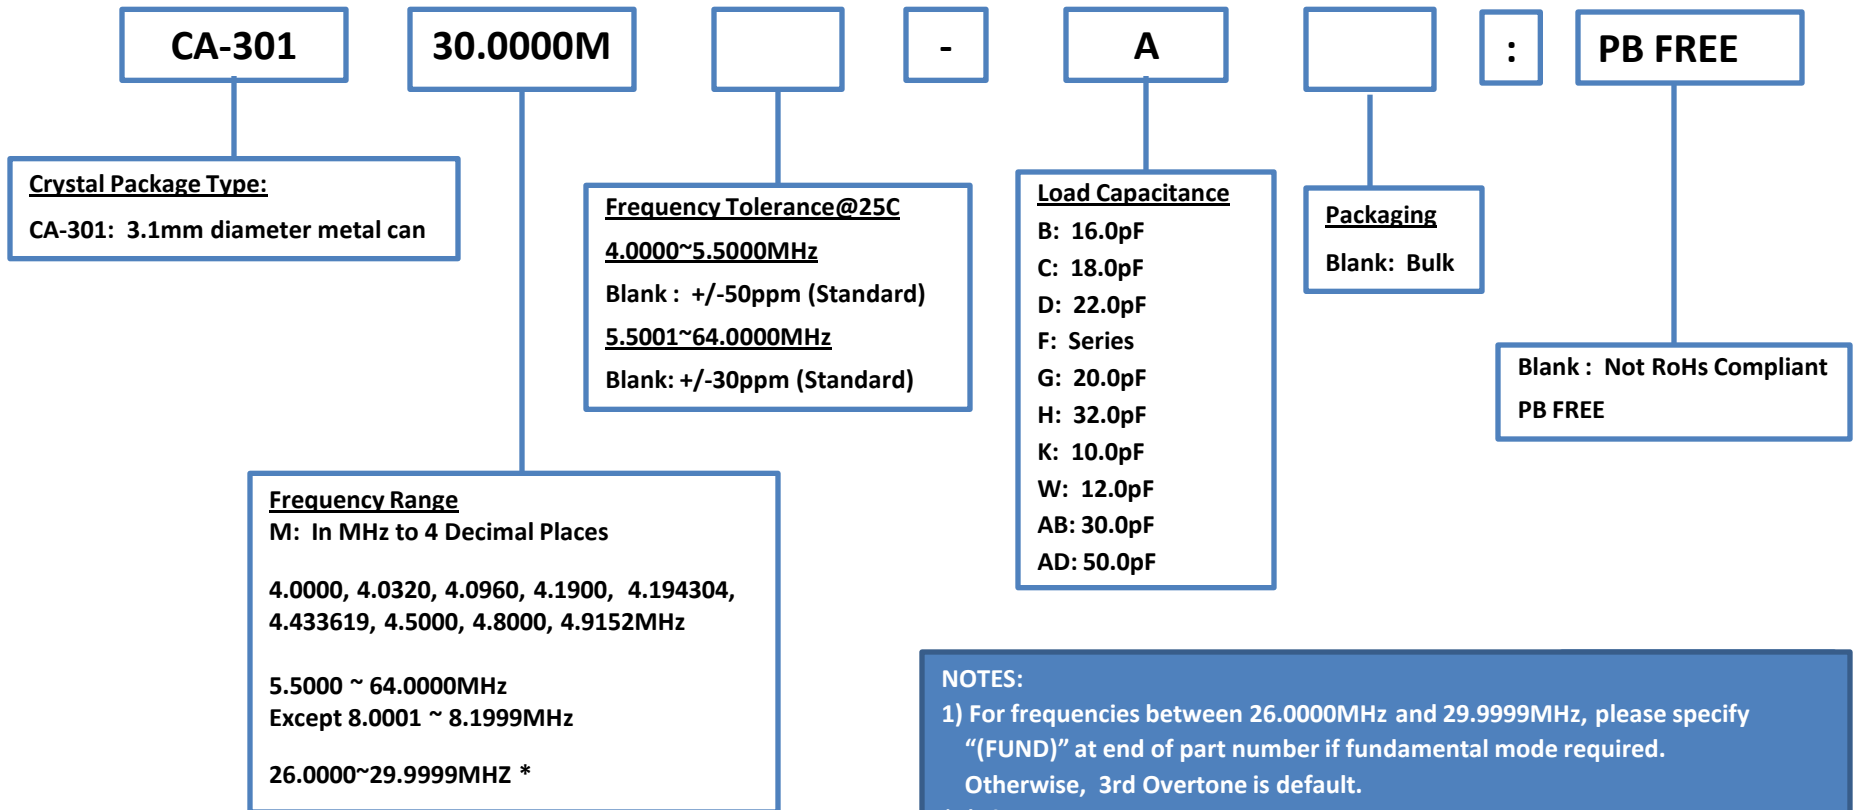 CA-301
30.0000M
-
A
:
PB FREE
Crystal Package Type:
CA-301: 3.1mm diameter metal can
Frequency Tolerance@25C
4.0000~5.5000MHz
Blank : +/-50ppm (Standard)
5.5001~64.0000MHz
Blank: +/-30ppm (Standard)
Load Capacitance
B: 16.0pF
C: 18.0pF
D: 22.0pF
F: Series
G: 20.0pF
H: 32.0pF
K: 10.0pF
W: 12.0pF
AB: 30.0pF
AD: 50.0pF
Packaging
Blank: Bulk
Blank : Not RoHs Compliant
PB FREE
Frequency Range
M: In MHz to 4 Decimal Places
4.0000, 4.0320, 4.0960, 4.1900, 4.194304,
4.433619, 4.5000, 4.8000, 4.9152MHz
5.5000 ~ 64.0000MHz
Except 8.0001 ~ 8.1999MHz
26.0000~29.9999MHZ *
NOTES:
1) For frequencies between 26.0000MHz and 29.9999MHz, please specify
“(FUND)” at end of part number if fundamental mode required.
Otherwise, 3rd Overtone is default.